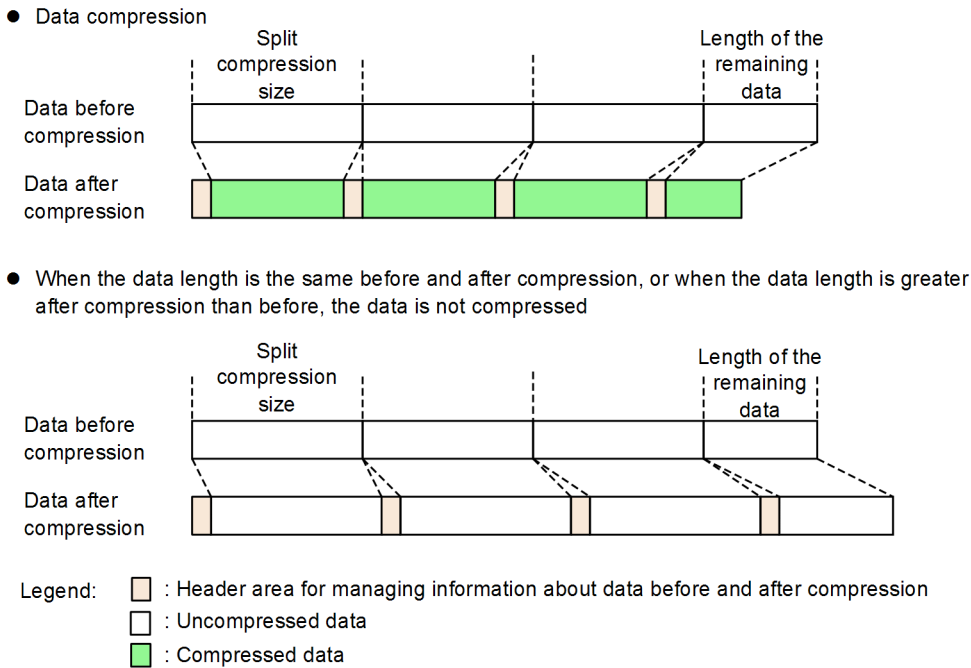 ● Data compression
Split
compression
size
Length of the
remaining
data
Data before
compression
Data after
compression
● When the data length is the same before and after compression, or when the data length is greater
after compression than before, the data is not compressed
Split
compression
size
Length of the
remaining
data
Data before
compression
Data after
compression
Legend:
: Header area for managing information about data before and after compression
: Uncompressed data
: Compressed data